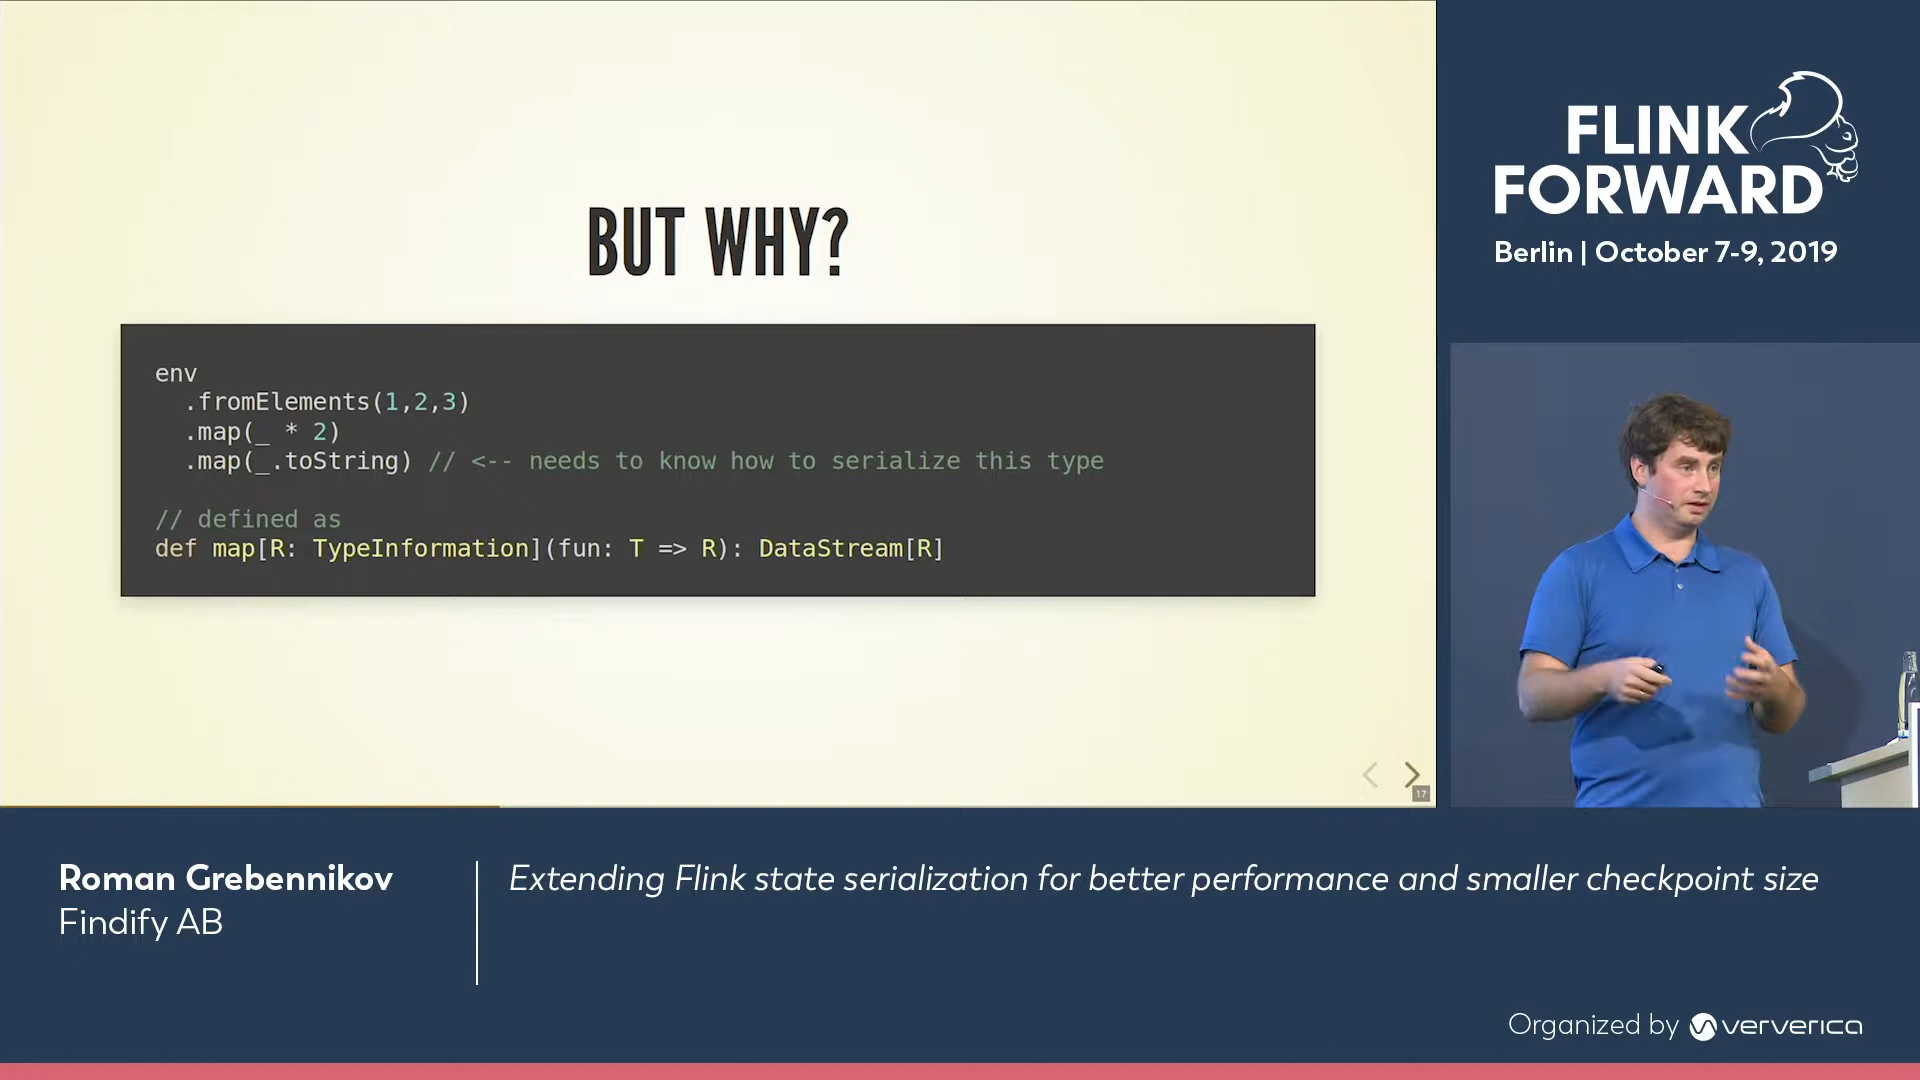 BUT WHY?
env
.fromElements(1,2,3)
.map(_ * 2)
.map(_.toString) // <-- needs to know how to serialize this type
// defined as
def map[R: TypeInformation](fun: T => R): DataStream[R]
17
FLINK
FORWARD
Berlin | October 7-9, 2019
Roman Grebennikov
Findify AB
Extending Flink state serialization for better performance and smaller checkpoint size
Organized by ververica